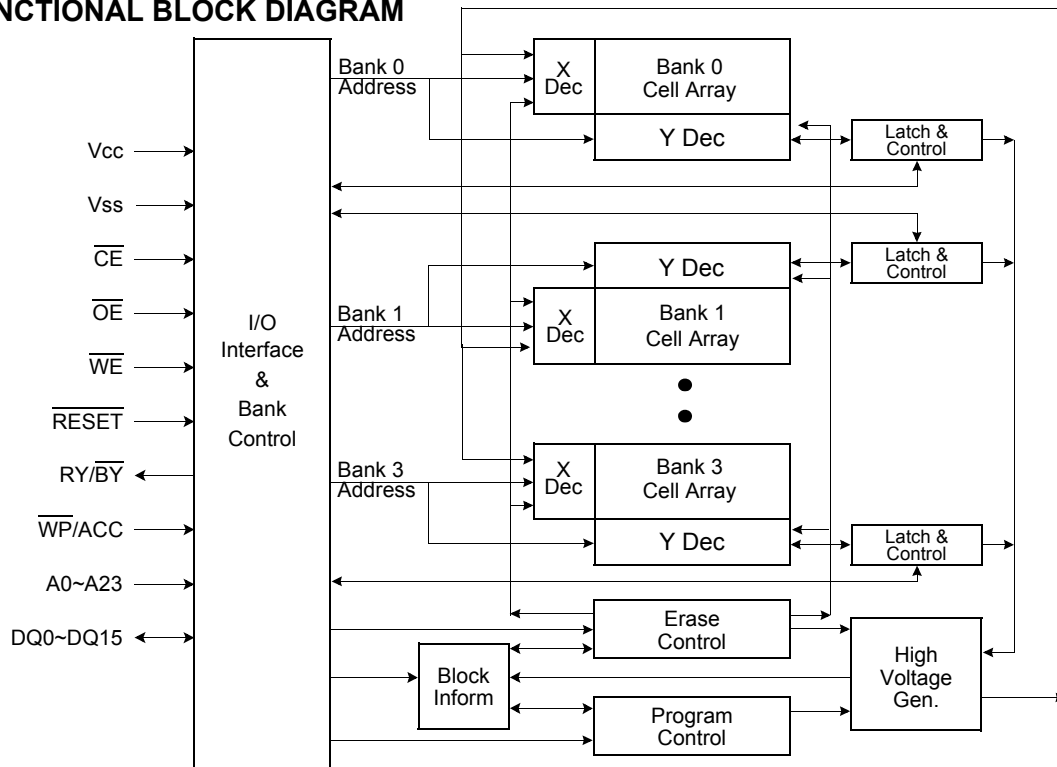 NCTIONAL BLOCK DIAGRAM
Vcc
Vss
CE
OE
WE
RESET
RY/BY
WP/ACC
A0~A23
DQ0~DQ15
I/O
Interface
&
Bank
Control
Bank 0
Address
X
Dec
Bank 0
Cell Array
Y Dec
Latch &
Control
Bank 1
Address
Y Dec
X
Dec
Bank 1
Cell Array
Latch &
Control
Bank 3
Address
X
Dec
Bank 3
Cell Array
Y Dec
Latch &
Control
Erase
Control
Block
Inform
Program
Control
High
Voltage
Gen.